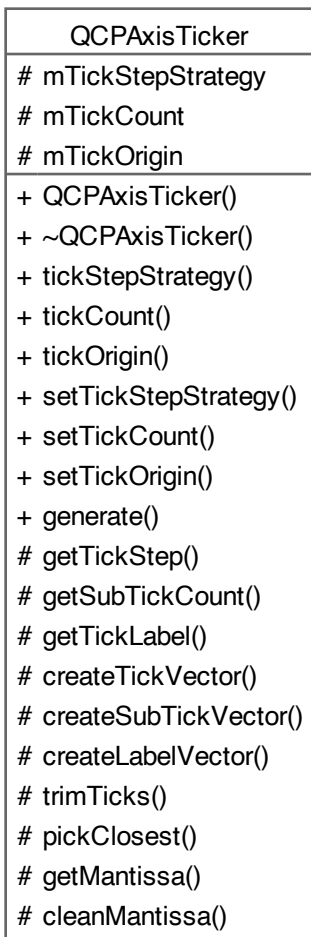 QCPAxisTicker
# mTickStepStrategy
# mTickCount
# mTickOrigin
+ QCPAxisTicker()
+ ~QCPAxisTicker()
+ tickStepStrategy()
+ tickCount()
+ tickOrigin()
+ setTickStepStrategy()
+ setTickCount()
+ setTickOrigin()
+ generate()
# getTickStep()
# getSubTickCount()
# getTickLabel()
# createTickVector()
# createSubTickVector()
# createLabelVector()
# trimTicks()
# pickClosest()
# getMantissa()
# cleanMantissa()